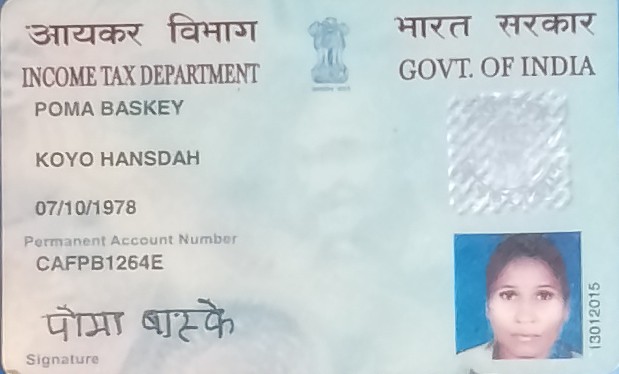 आयकर विभाग
INCOME TAX DEPARTMENT
भारत सरकार
GOVT. OF INDIA
POMA BASKEY
KOYO HANSDAH
07/10/1978
Permanent Account Number
CAFPB1264E
पोमा बास्के
Signature
13012015